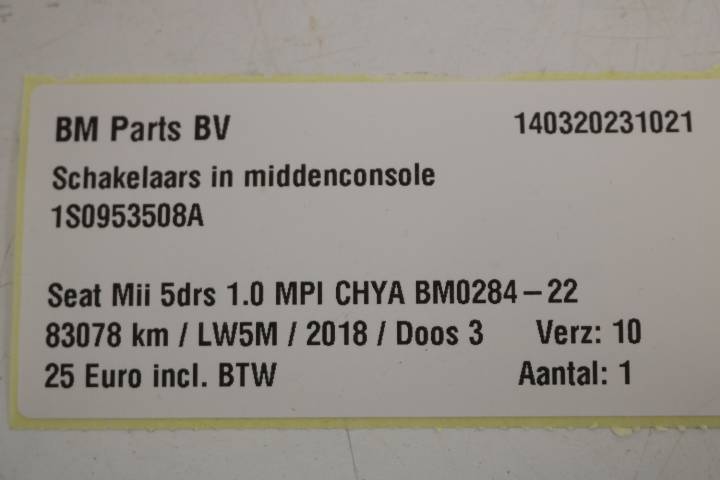 BM Parts BV 140320231021
Schakelaars in middenconsole
1S0953508A
Seat Mii 5drs 1.0 MPI CHYA BM0284-22
83078 km / LW5M / 2018 / Doos 3 Verz: 10
25 Euro incl. BTW Aantal: 1